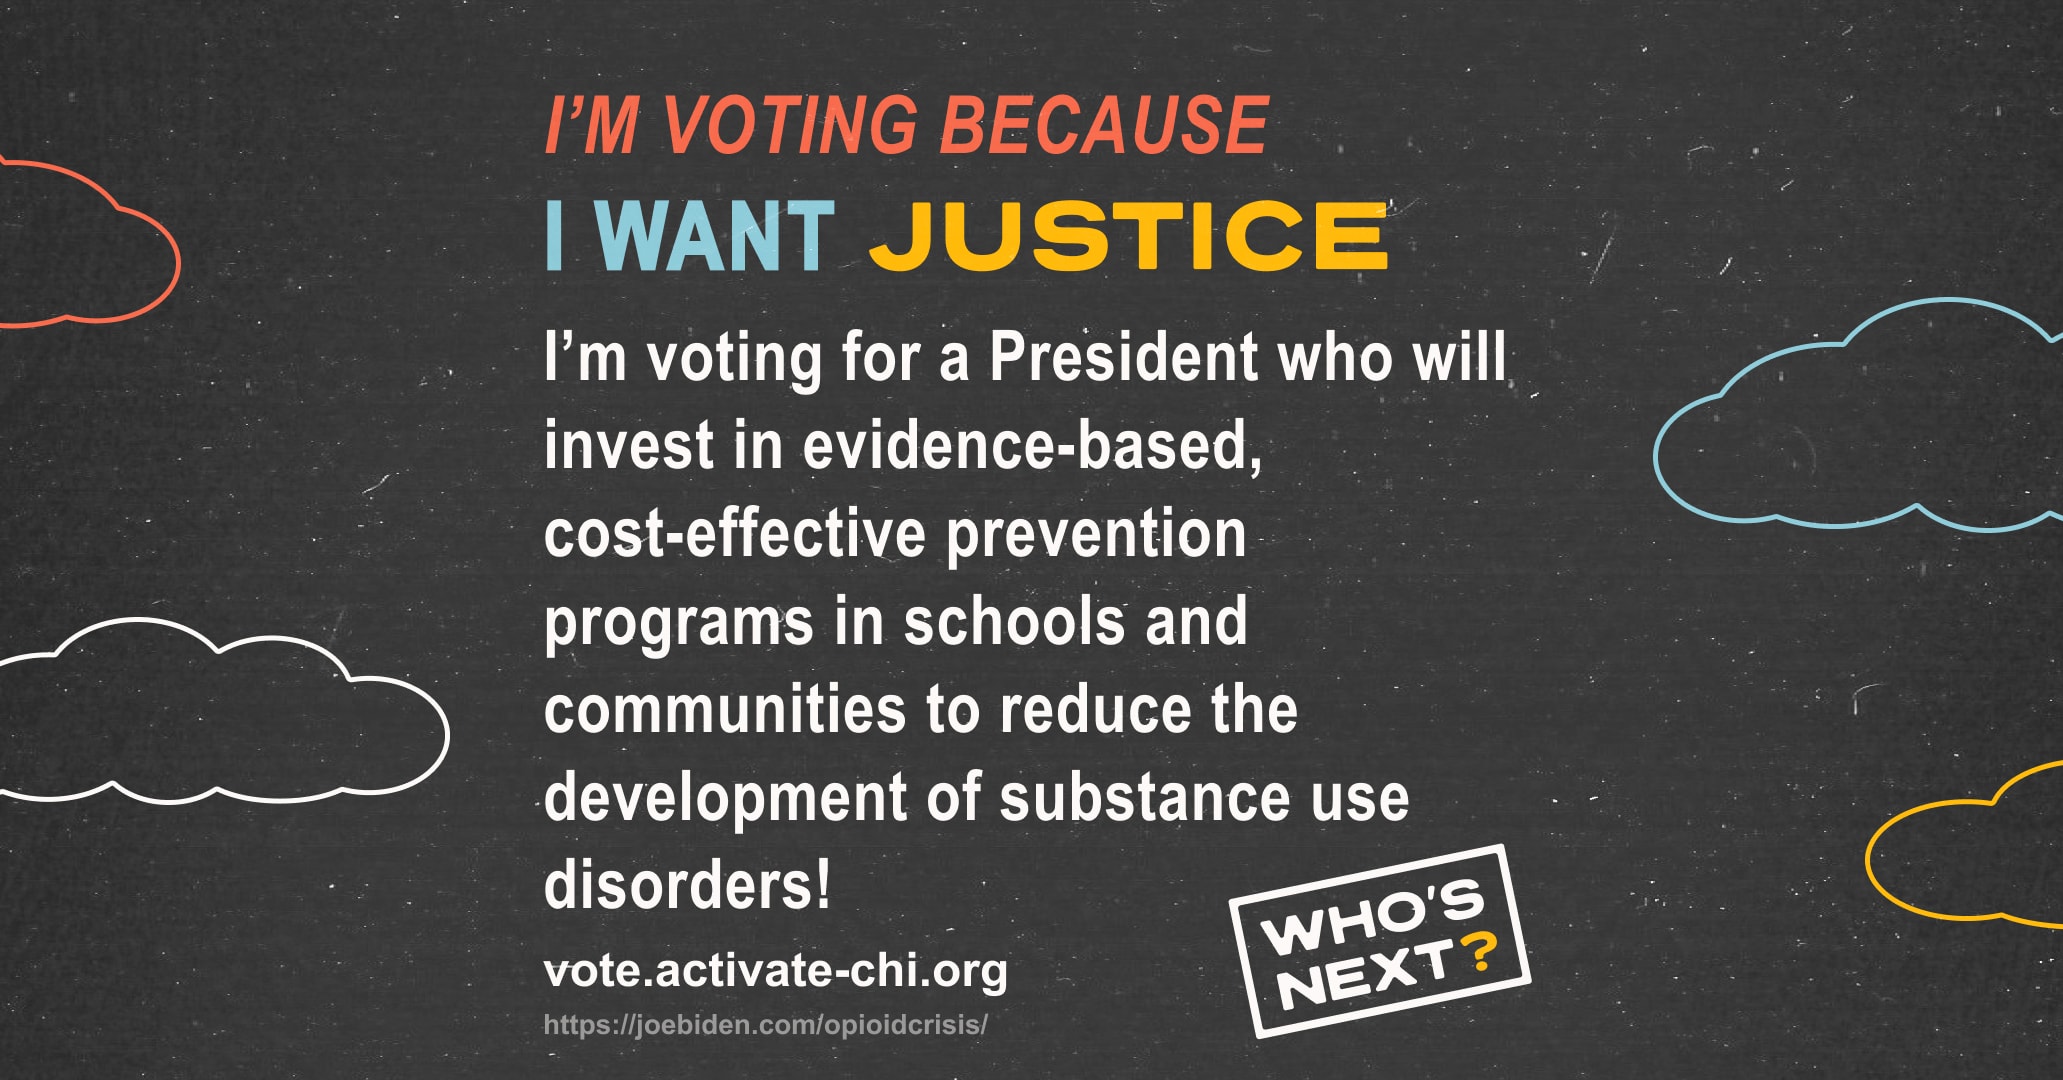 I'M VOTING BECAUSE
I WANT JUSTICE
I'm voting for a President who will
invest in evidence-based,
cost-effective prevention
programs in schools and
communities to reduce the
development of substance use
disorders!
vote.activate-chi.org
https://joebiden.com/opioidcrisis/
WHO'S
NEXT?